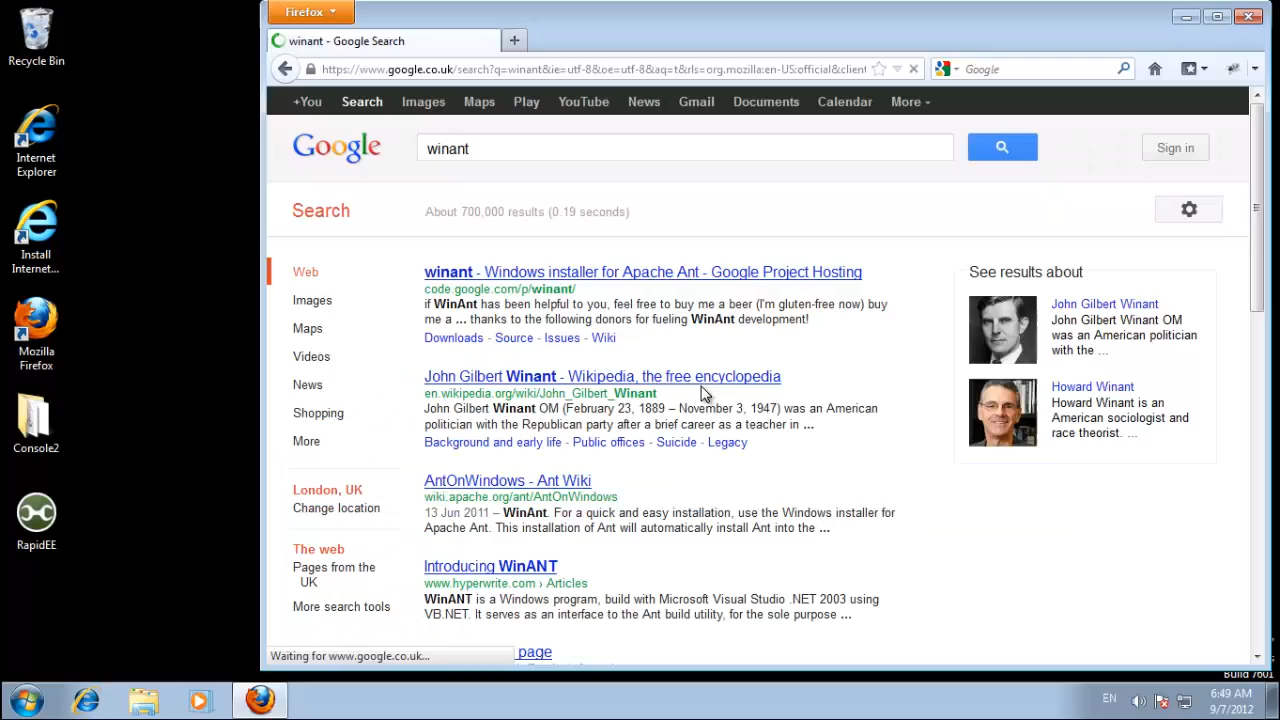 Recycle Bin
Internet
Explorer
Install
Internet...
Mozilla
Firefox
Console2
RapidEE
Firefox
winant - Google Search
https://www.google.co.uk/search?q=winant&ie=utf-8&oe=utf-8&aq=t&rls=org.mozilla:en-US:official&client
Google
+You Search Images Maps Play YouTube News Gmail Documents Calendar More
Google
winant
Sign in
Search
About 700,000 results (0.19 seconds)
Web
Images
Maps
Videos
News
Shopping
More
London, UK
Change location
The web
Pages from the
UK
More search tools
winant - Windows installer for Apache Ant - Google Project Hosting
code.google.com/p/winant/
if WinAnt has been helpful to you, feel free to buy me a beer (I'm gluten-free now) buy
me a ... thanks to the following donors for fueling WinAnt development!
Downloads - Source - Issues - Wiki
John Gilbert Winant - Wikipedia, the free encyclopedia
en.wikipedia.org/wiki/John_Gilbert_Winant
John Gilbert Winant OM (February 23, 1889 – November 3, 1947) was an American
politician with the Republican party after a brief career as a teacher in ...
Background and early life - Public offices - Suicide - Legacy
AntOnWindows - Ant Wiki
wiki.apache.org/ant/AntOnWindows
13 Jun 2011 – WinAnt. For a quick and easy installation, use the Windows installer for
Apache Ant. This installation of Ant will automatically install Ant into the ...
Introducing WinANT
www.hyperwrite.com › Articles
WinANT is a Windows program, build with Microsoft Visual Studio .NET 2003 using
VB.NET. It serves as an interface to the Ant build utility, for the sole purpose ...
page
See results about
John Gilbert Winant
John Gilbert Winant OM
was an American politician
with the ...
Howard Winant
Howard Winant is an
American sociologist and
race theorist. ...
Waiting for www.google.co.uk...
Build 7601
EN
6:49 AM
9/7/2012